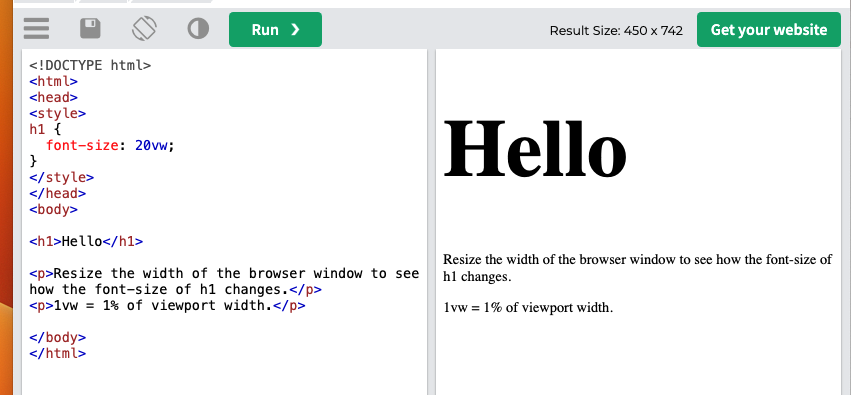 Run ❯
Result Size: 450 x 742
Get your website
<!DOCTYPE html>
<html>
<head>
<style>
h1 {
  font-size: 20vw;
}
</style>
</head>
<body>
<h1>Hello</h1>
<p>Resize the width of the browser window to see
how the font-size of h1 changes.</p>
<p>1vw = 1% of viewport width.</p>
</body>
</html>
Hello
Resize the width of the browser window to see how the font-size of
h1 changes.
1vw = 1% of viewport width.